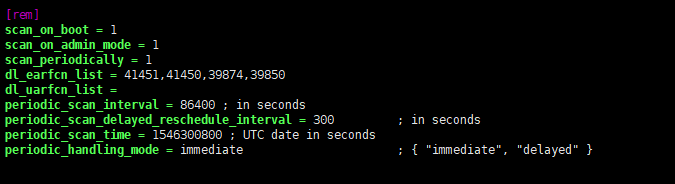 [rem]
scan_on_boot = 1
scan_on_admin_mode = 1
scan_periodically = 1
dl_earfcn_list = 41451,41450,39874,39850
dl_uarfcn_list =
periodic_scan_interval = 86400 ; in seconds
periodic_scan_delayed_reschedule_interval = 300         ; in seconds
periodic_scan_time = 1546300800 ; UTC date in seconds
periodic_handling_mode = immediate                      ; { "immediate", "delayed" }